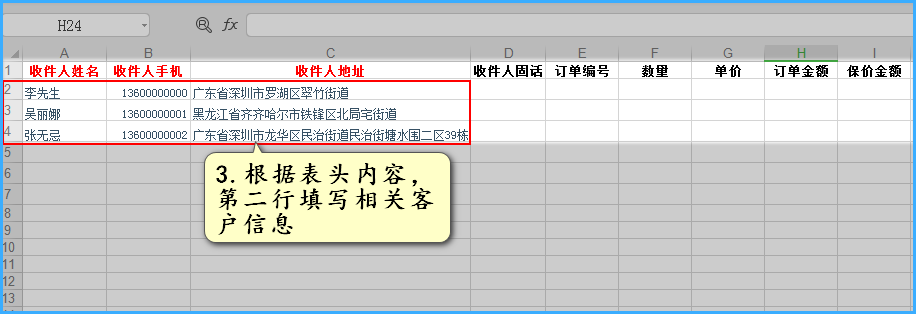 H24 fx
A B C D E F G H I
1 收件人姓名 收件人手机 收件人地址 收件人固话 订单编号 数量 单价 订单金额 保价金额
2 李先生 13600000000 广东省深圳市罗湖区翠竹街道
3 吴丽娜 13600000001 黑龙江省齐齐哈尔市铁锋区北局宅街道
4 张无忌 13600000002 广东省深圳市龙华区民治街道民治街塘水围二区39栋
5
6
7
8
9
10
11
12
13
3.根据表头内容，
第二行填写相关客
户信息